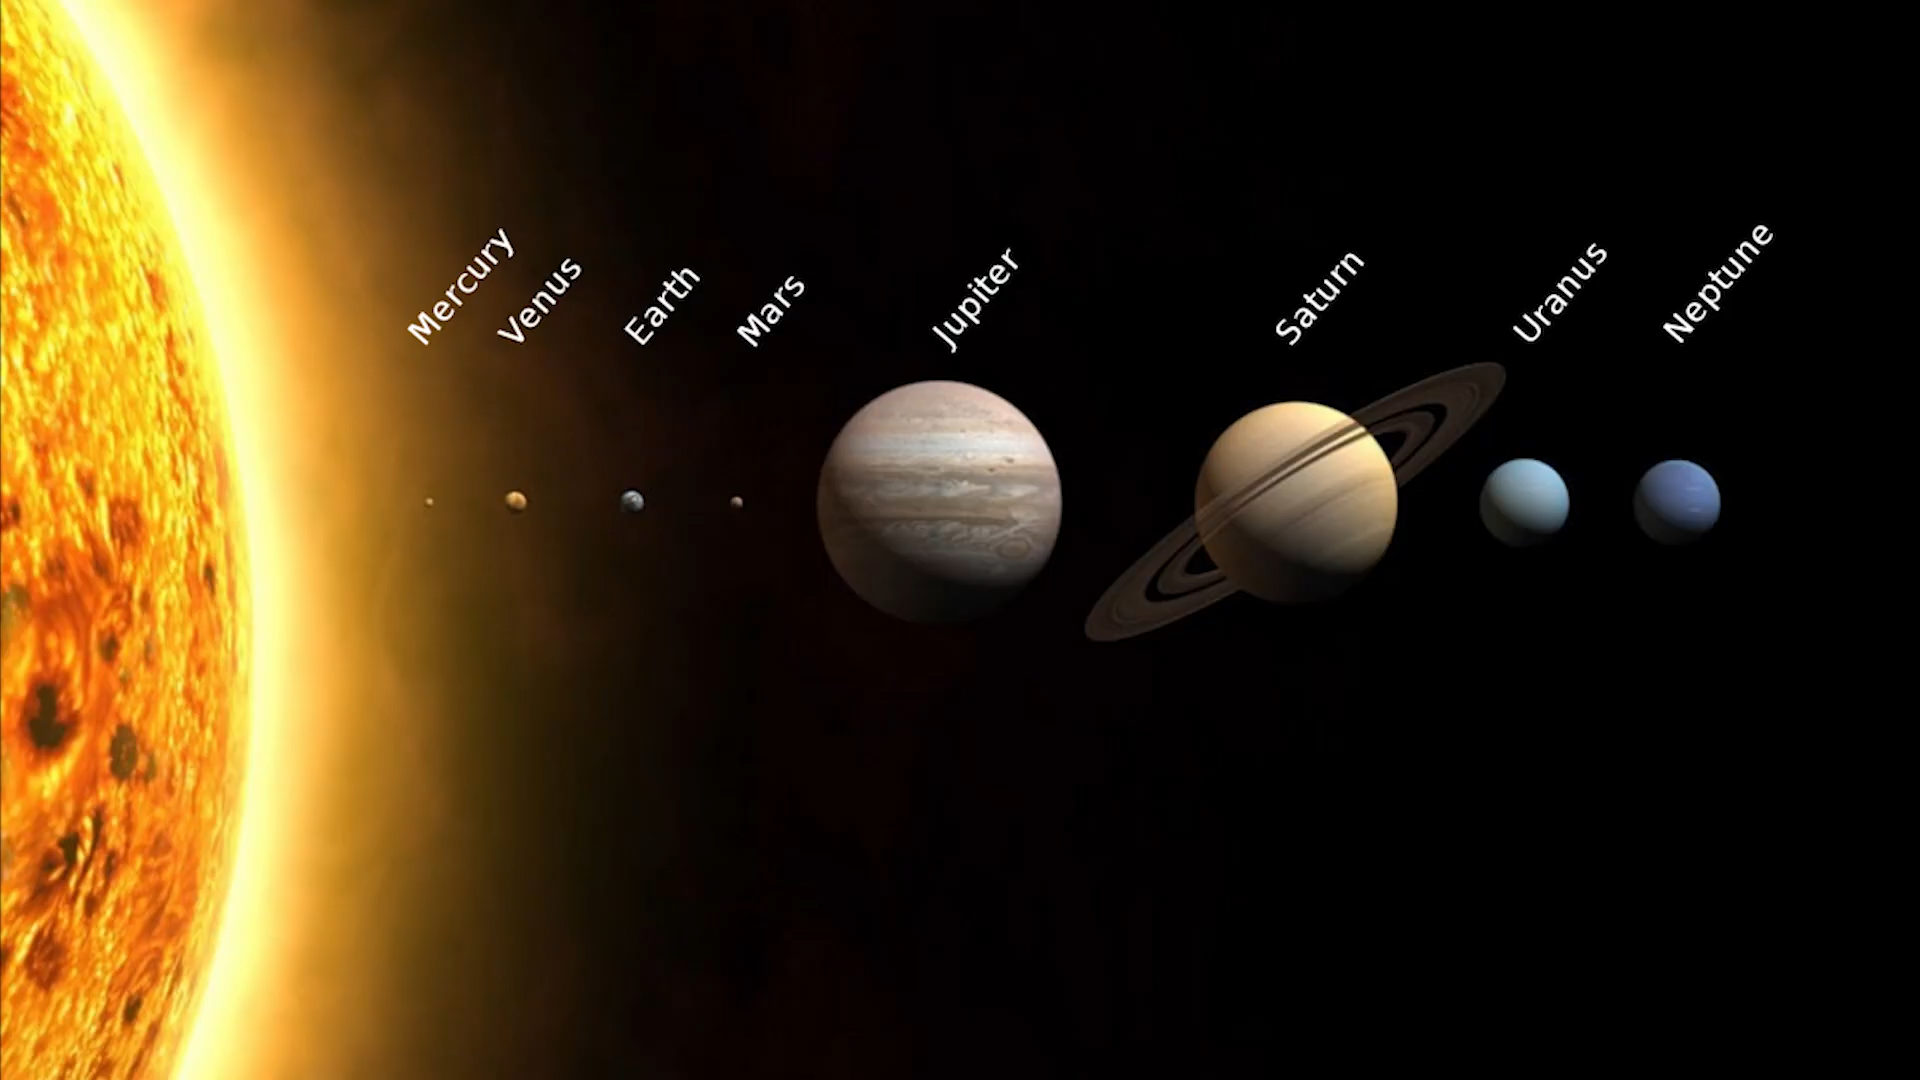 Mercury
Venus
Earth
Mars
Jupiter
Saturn
Uranus
Neptune